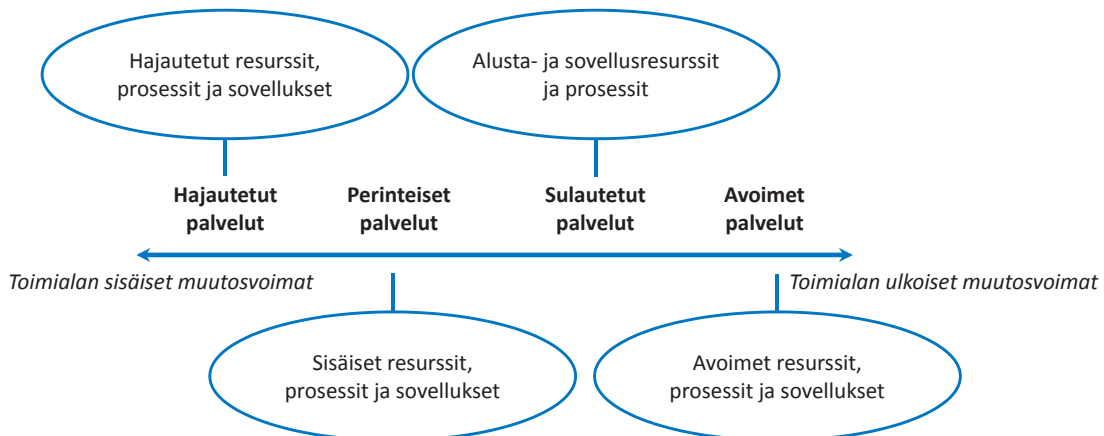 Hajautetut resurssit,
prosessit ja sovellukset
Alusta- ja sovellusresurssit
ja prosessit
Hajautetut
palvelut
Perinteiset
palvelut
Sulautetut
palvelut
Avoimet
palvelut
Toimialan sisäiset muutosvoimat
Toimialan ulkoiset muutosvoimat
Sisäiset resurssit,
prosessit ja sovellukset
Avoimet resurssit,
prosessit ja sovellukset